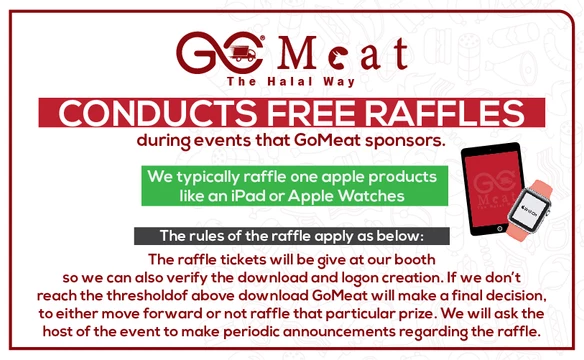 GO® Meat
The Halal Way
CONDUCTS FREE RAFFLES
during events that GoMeat sponsors.
We typically raffle one apple products
like an iPad or Apple Watches
The rules of the raffle apply as below:
The raffle tickets will be give at our booth
so we can also verify the download and logon creation. If we don't
reach the thresholdof above download GoMeat will make a final decision,
to either move forward or not raffle that particular prize. We will ask the
host of the event to make periodic announcements regarding the raffle.